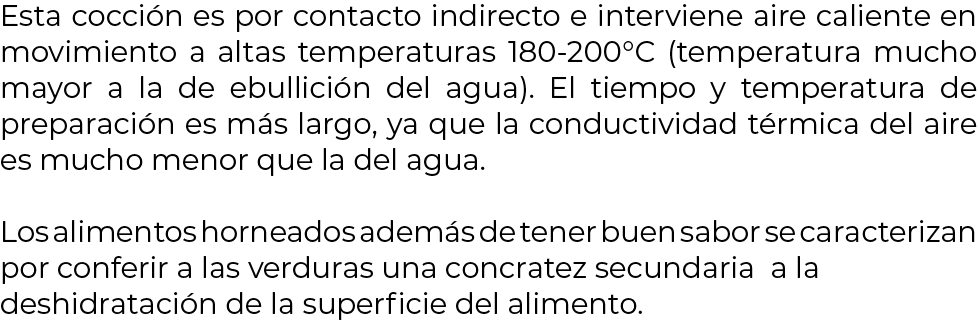 Esta cocción es por contacto indirecto e interviene aire caliente en
movimiento a altas temperaturas 180-200°C (temperatura mucho
mayor a la de ebullición del agua). El tiempo y temperatura de
preparación es más largo, ya que la conductividad térmica del aire
es mucho menor que la del agua.
Los alimentos horneados además de tener buen sabor se caracterizan
por conferir a las verduras una concratez secundaria  a la
deshidratación de la superficie del alimento.